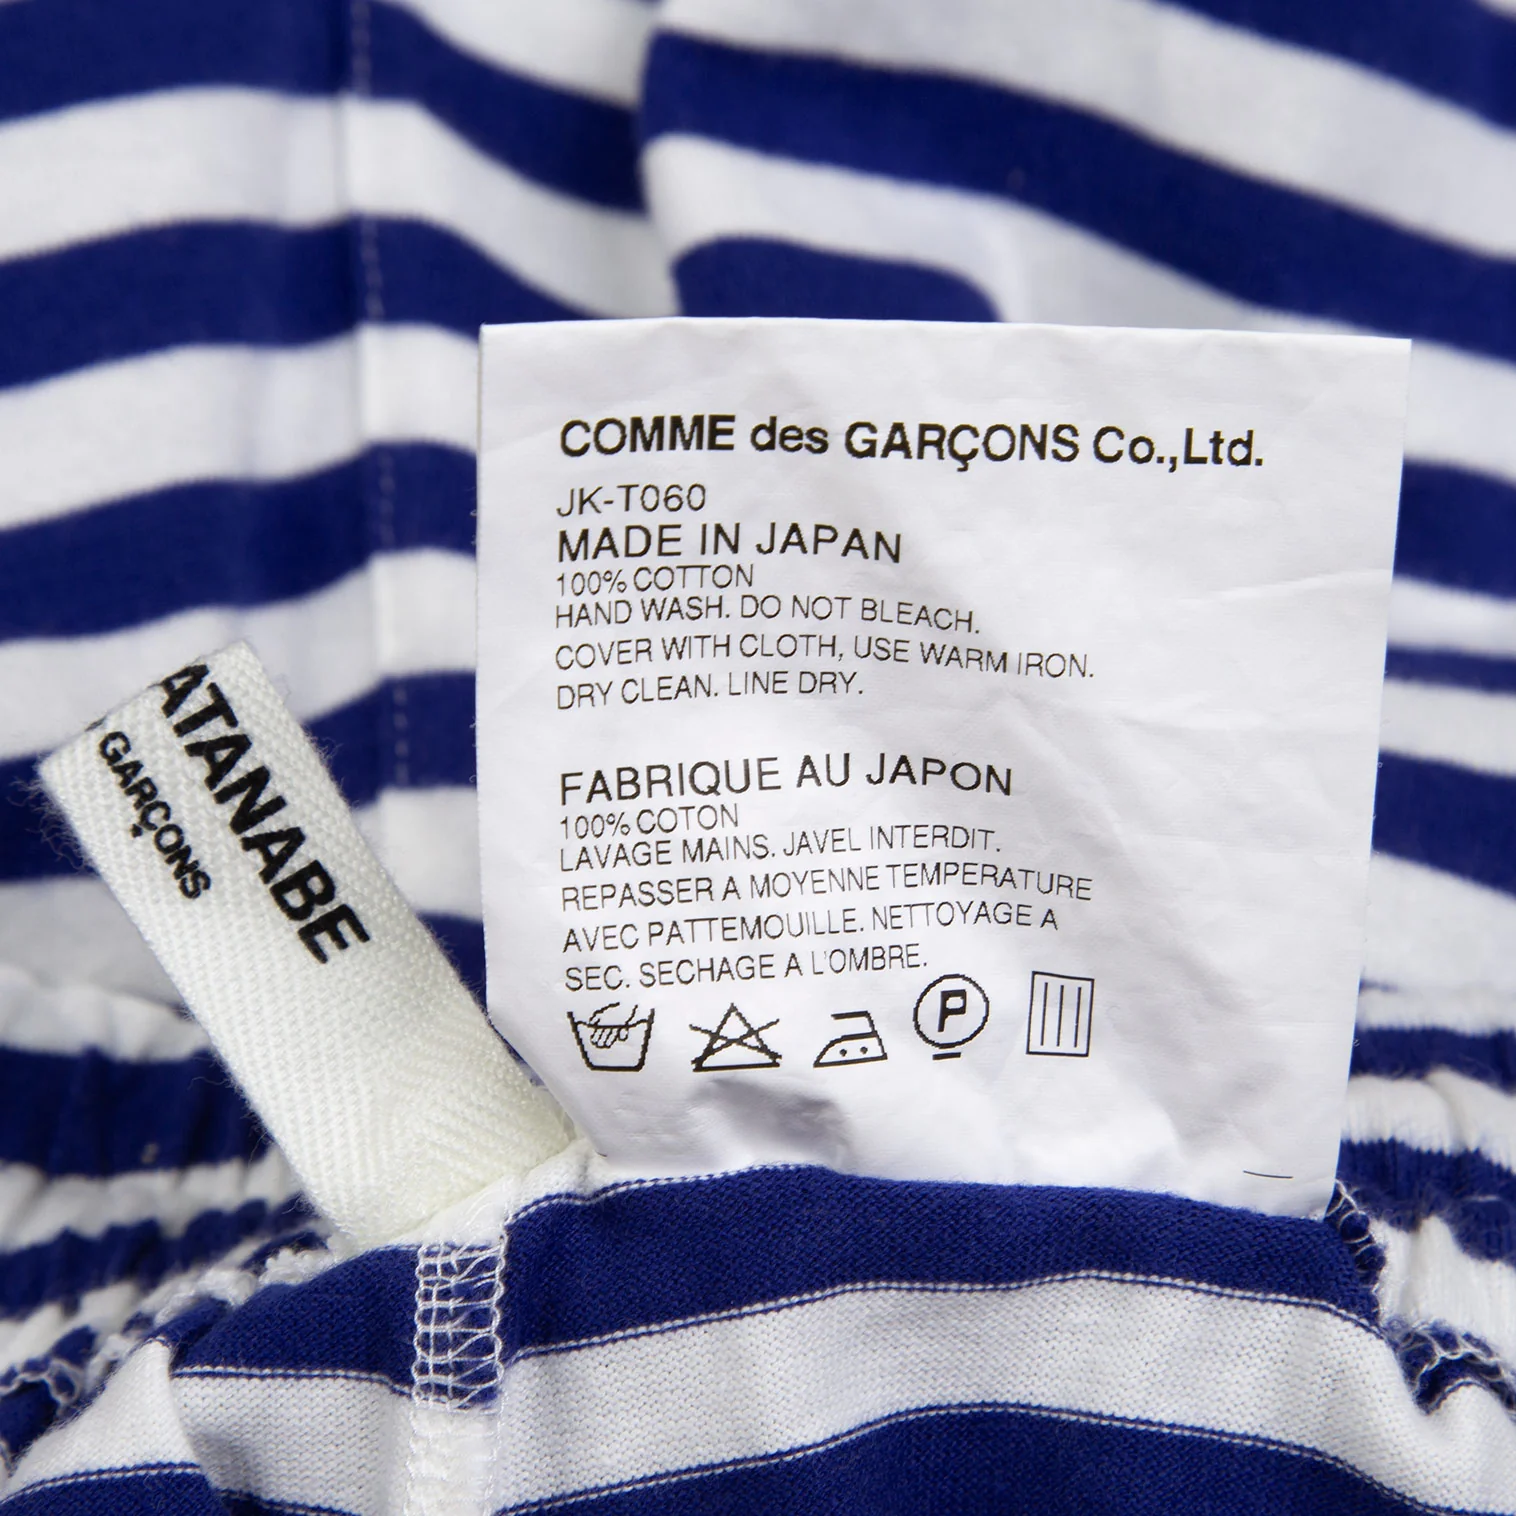 COMME des GARÇONS Co.,Ltd.
JK-T060
MADE IN JAPAN
100% COTTON
HAND WASH. DO NOT BLEACH.
COVER WITH CLOTH, USE WARM IRON.
DRY CLEAN. LINE DRY.
FABRIQUE AU JAPON
100% COTON
LAVAGE MAINS. JAVEL INTERDIT.
REPASSER A MOYENNE TEMPERATURE
AVEC PATTEMOUILLE. NETTOYAGE A
SEC. SECHAGE A L'OMBRE.
P
ATANABE
GARÇONS